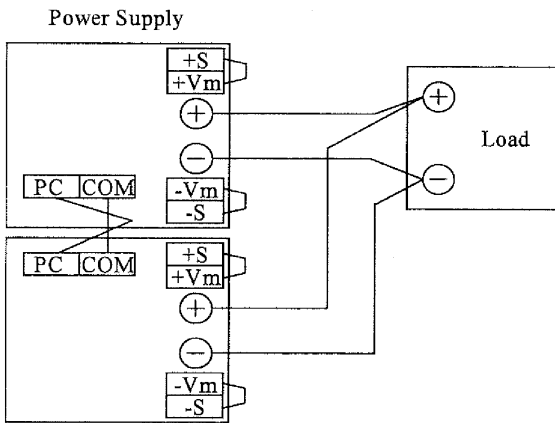 Power Supply
+S
+Vm
+
−
PC COM
-Vm
-S
+
Load
−
PC COM
+S
+Vm
+
−
-Vm
-S